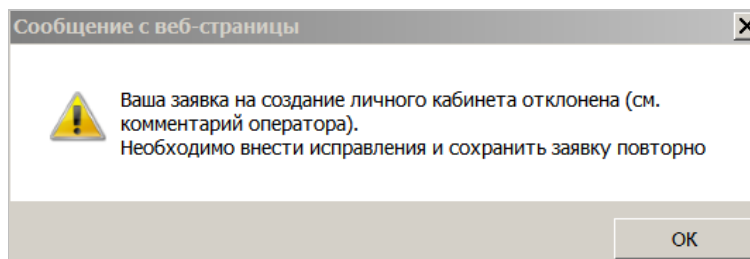 Сообщение с веб-страницы
Ваша заявка на создание личного кабинета отклонена (см.
комментарий оператора).
Необходимо внести исправления и сохранить заявку повторно
ОК